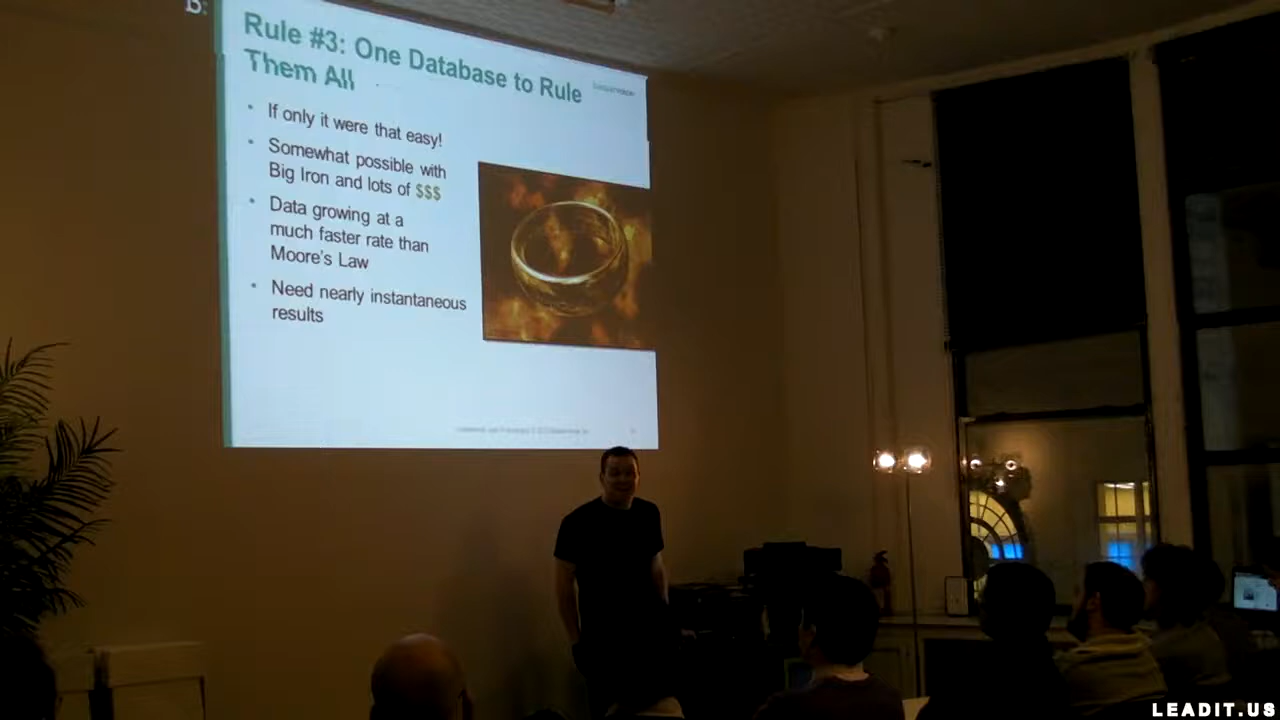 Rule #3: One Database to Rule
Them All
• If only it were that easy!
• Somewhat possible with
Big Iron and lots of $$$
• Data growing at a
much faster rate than
Moore's Law
• Need nearly instantaneous
results
LEADIT.US